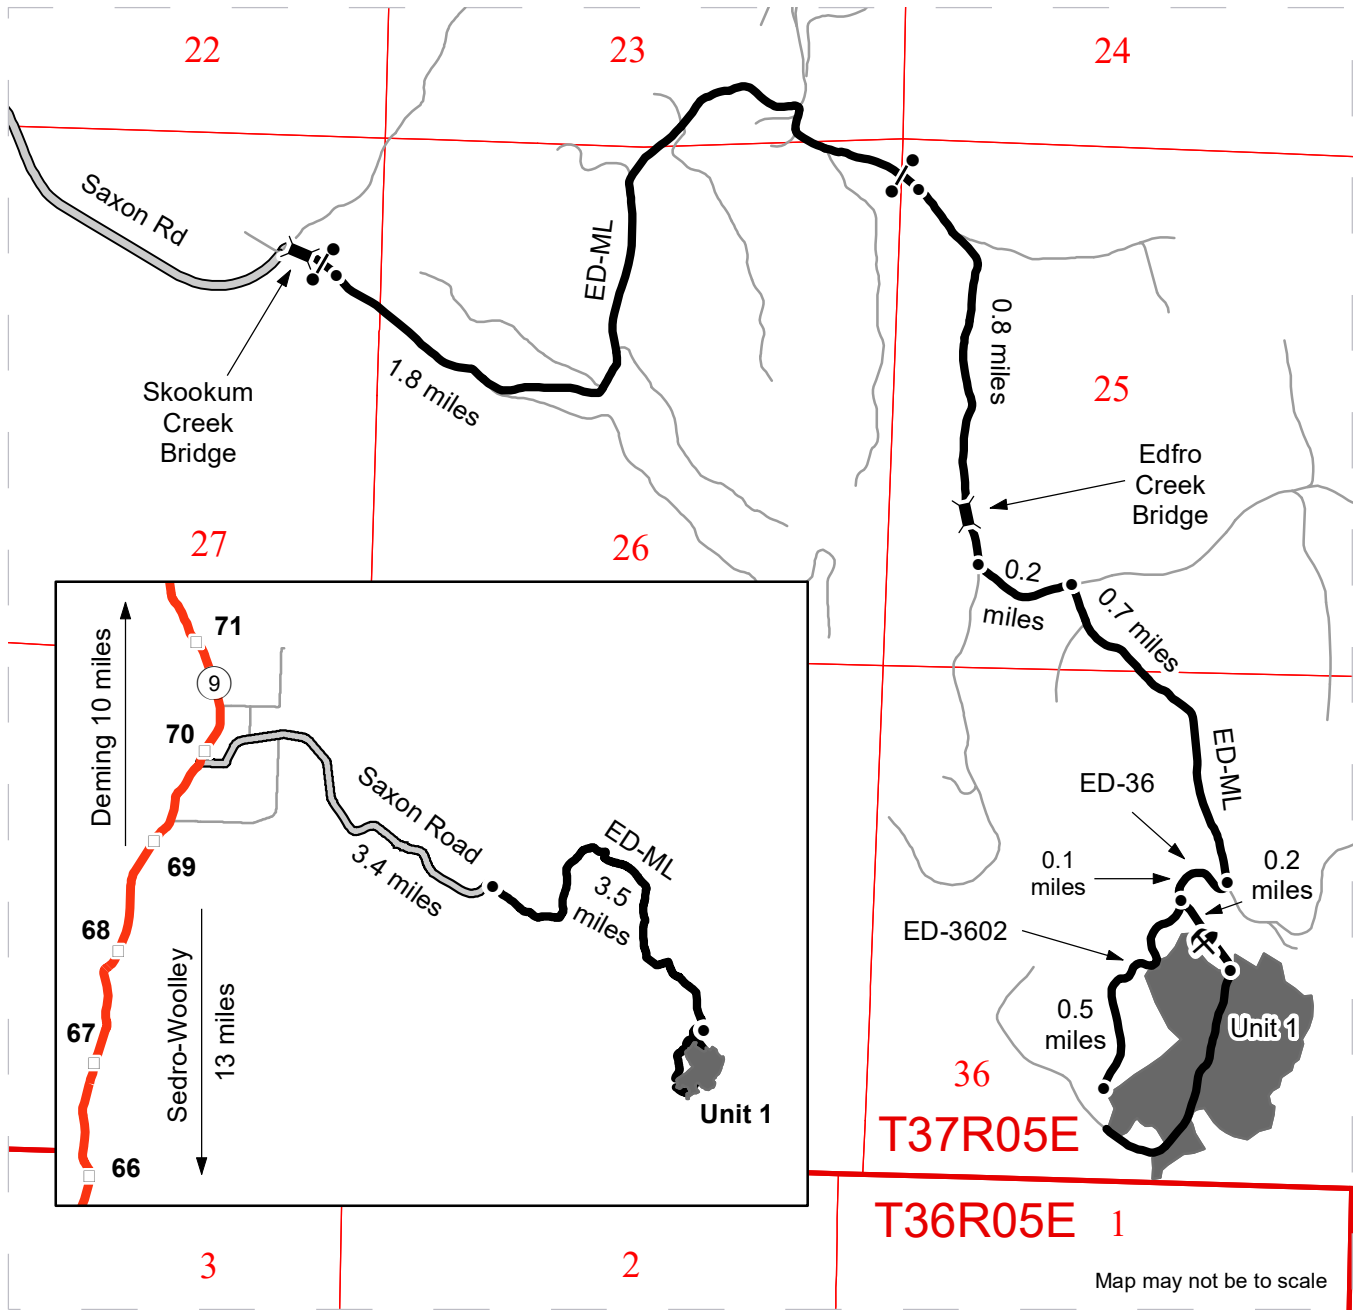 22
23
24
Saxon Rd
ED-ML
Skookum
Creek
Bridge
1.8 miles
0.8 miles
25
Edfro
Creek
Bridge
27
26
0.2
miles
0.7 miles
ED-ML
ED-36
0.1
miles
0.2
miles
ED-3602
0.5
miles
Unit 1
36
T37R05E
T36R05E
1
3
2
Map may not be to scale
71
9
70
69
68
67
66
Deming 10 miles
Sedro-Woolley
13 miles
Saxon Road
3.4 miles
ED-ML
3.5
miles
Unit 1